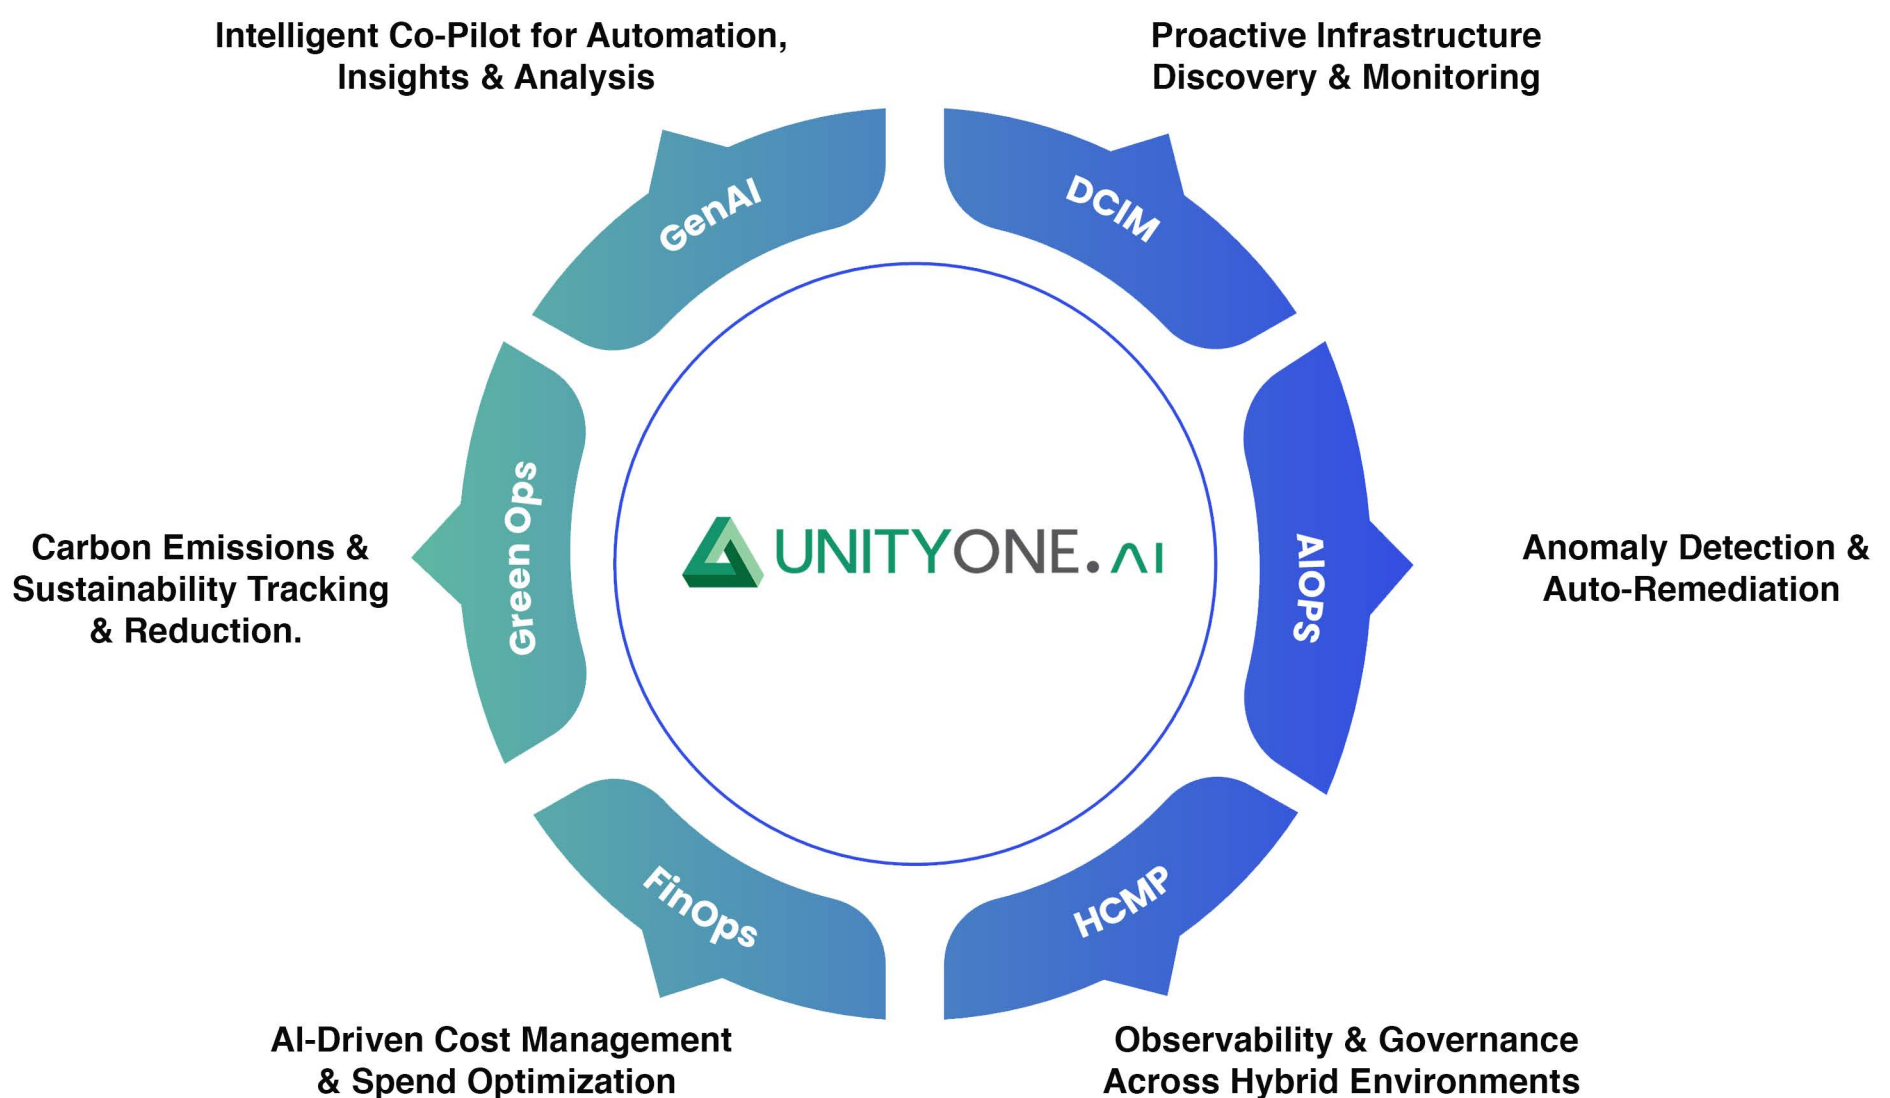 Intelligent Co-Pilot for Automation,
Insights & Analysis
Proactive Infrastructure
Discovery & Monitoring
GenAI
DCIM
Green Ops
Carbon Emissions &
Sustainability Tracking
& Reduction.
UNITYONE.AI
AIOPS
Anomaly Detection &
Auto-Remediation
FinOps
HCMP
AI-Driven Cost Management
& Spend Optimization
Observability & Governance
Across Hybrid Environments